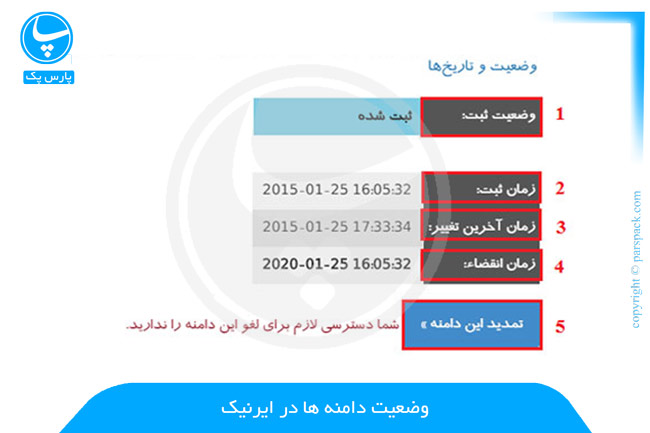 پارس پک
وضعیت و تاریخ‌ها
وضعیت ثبت: ثبت شده 1
زمان ثبت: 2015-01-25 16:05:32 2
زمان آخرین تغییر: 2015-01-25 17:33:34 3
زمان انقضاء: 2020-01-25 16:05:32 4
تمدید این دامنه » شما دسترسی لازم برای لغو این دامنه را ندارید. 5
وضعیت دامنه ها در ایرنیک
copyright © parspack.com